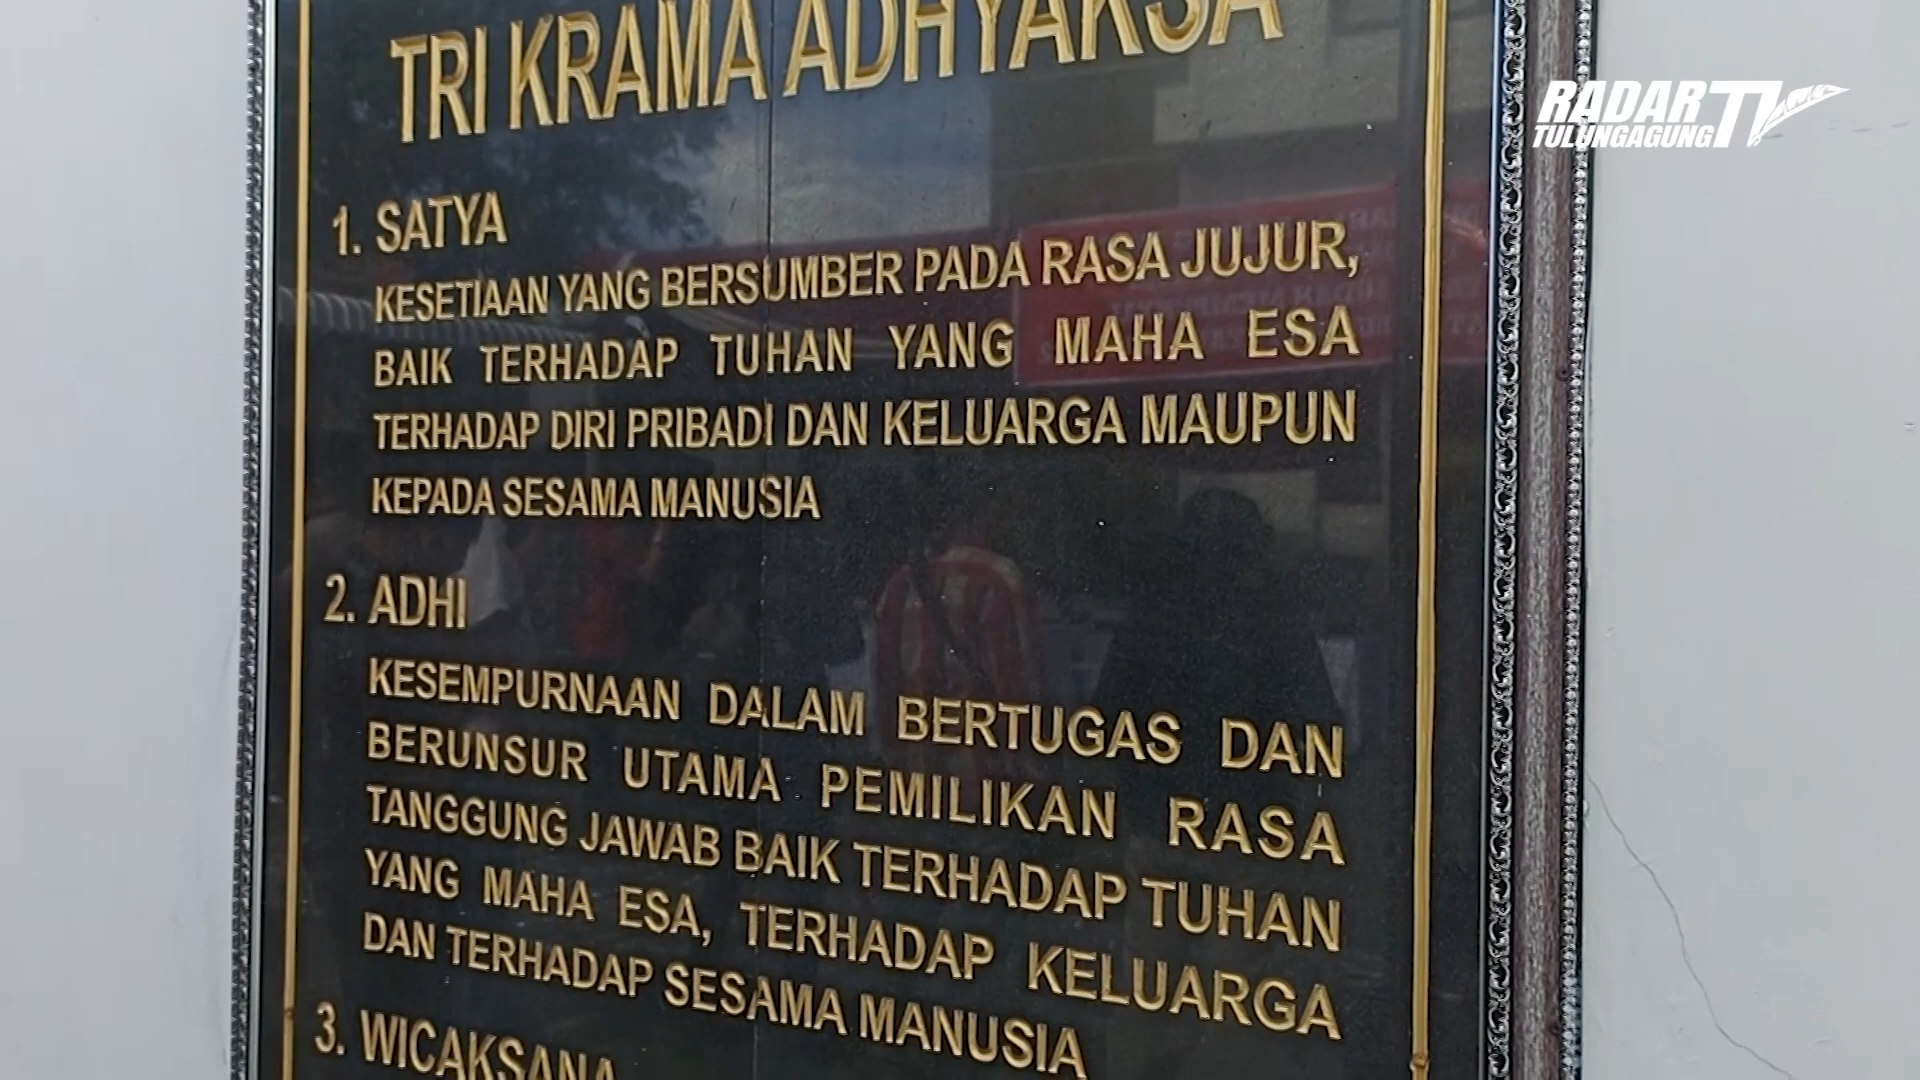 TRI KRAMA ADHYAKSA
RADAR TV
TULUNGAGUNG
1. SATYA
KESETIAAN YANG BERSUMBER PADA RASA JUJUR,
BAIK TERHADAP TUHAN YANG MAHA ESA
TERHADAP DIRI PRIBADI DAN KELUARGA MAUPUN
KEPADA SESAMA MANUSIA
2. ADHI
KESEMPURNAAN DALAM BERTUGAS DAN
BERUNSUR UTAMA PEMILIKAN RASA
TANGGUNG JAWAB BAIK TERHADAP TUHAN
YANG MAHA ESA, TERHADAP KELUARGA
DAN TERHADAP SESAMA MANUSIA
3. WICAKSANA